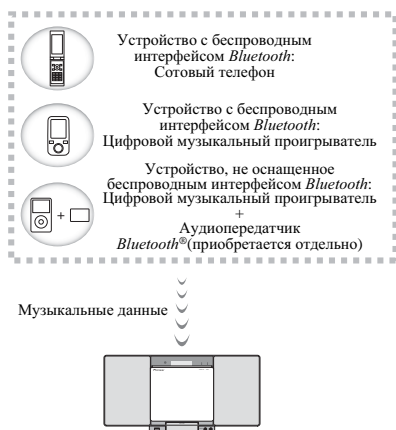 Устройство с беспроводным
интерфейсом Bluetooth:
Сотовый телефон
Устройство с беспроводным
интерфейсом Bluetooth:
Цифровой музыкальный проигрыватель
Устройство, не оснащенное
беспроводным интерфейсом Bluetooth:
Цифровой музыкальный проигрыватель
+
+
Аудиопередатчик
Bluetooth®(приобретается отдельно)
Музыкальные данные